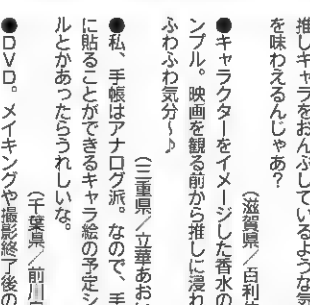 推しキャラをおんぶしているような気
を味わえるんじゃあ?
(滋賀県/百利
●キャラクターをイメージした香水の
ンプル。映画を観る前から推しに浸れ
ふわふわ気分～♪
(三重県/立華あお
●私、手帳はアナログ派。なので、手
に貼ることができるキャラ絵の予定シ
ルとかあったらうれしいな。
(千葉県/前川
●DVD。メイキングや撮影終了後の